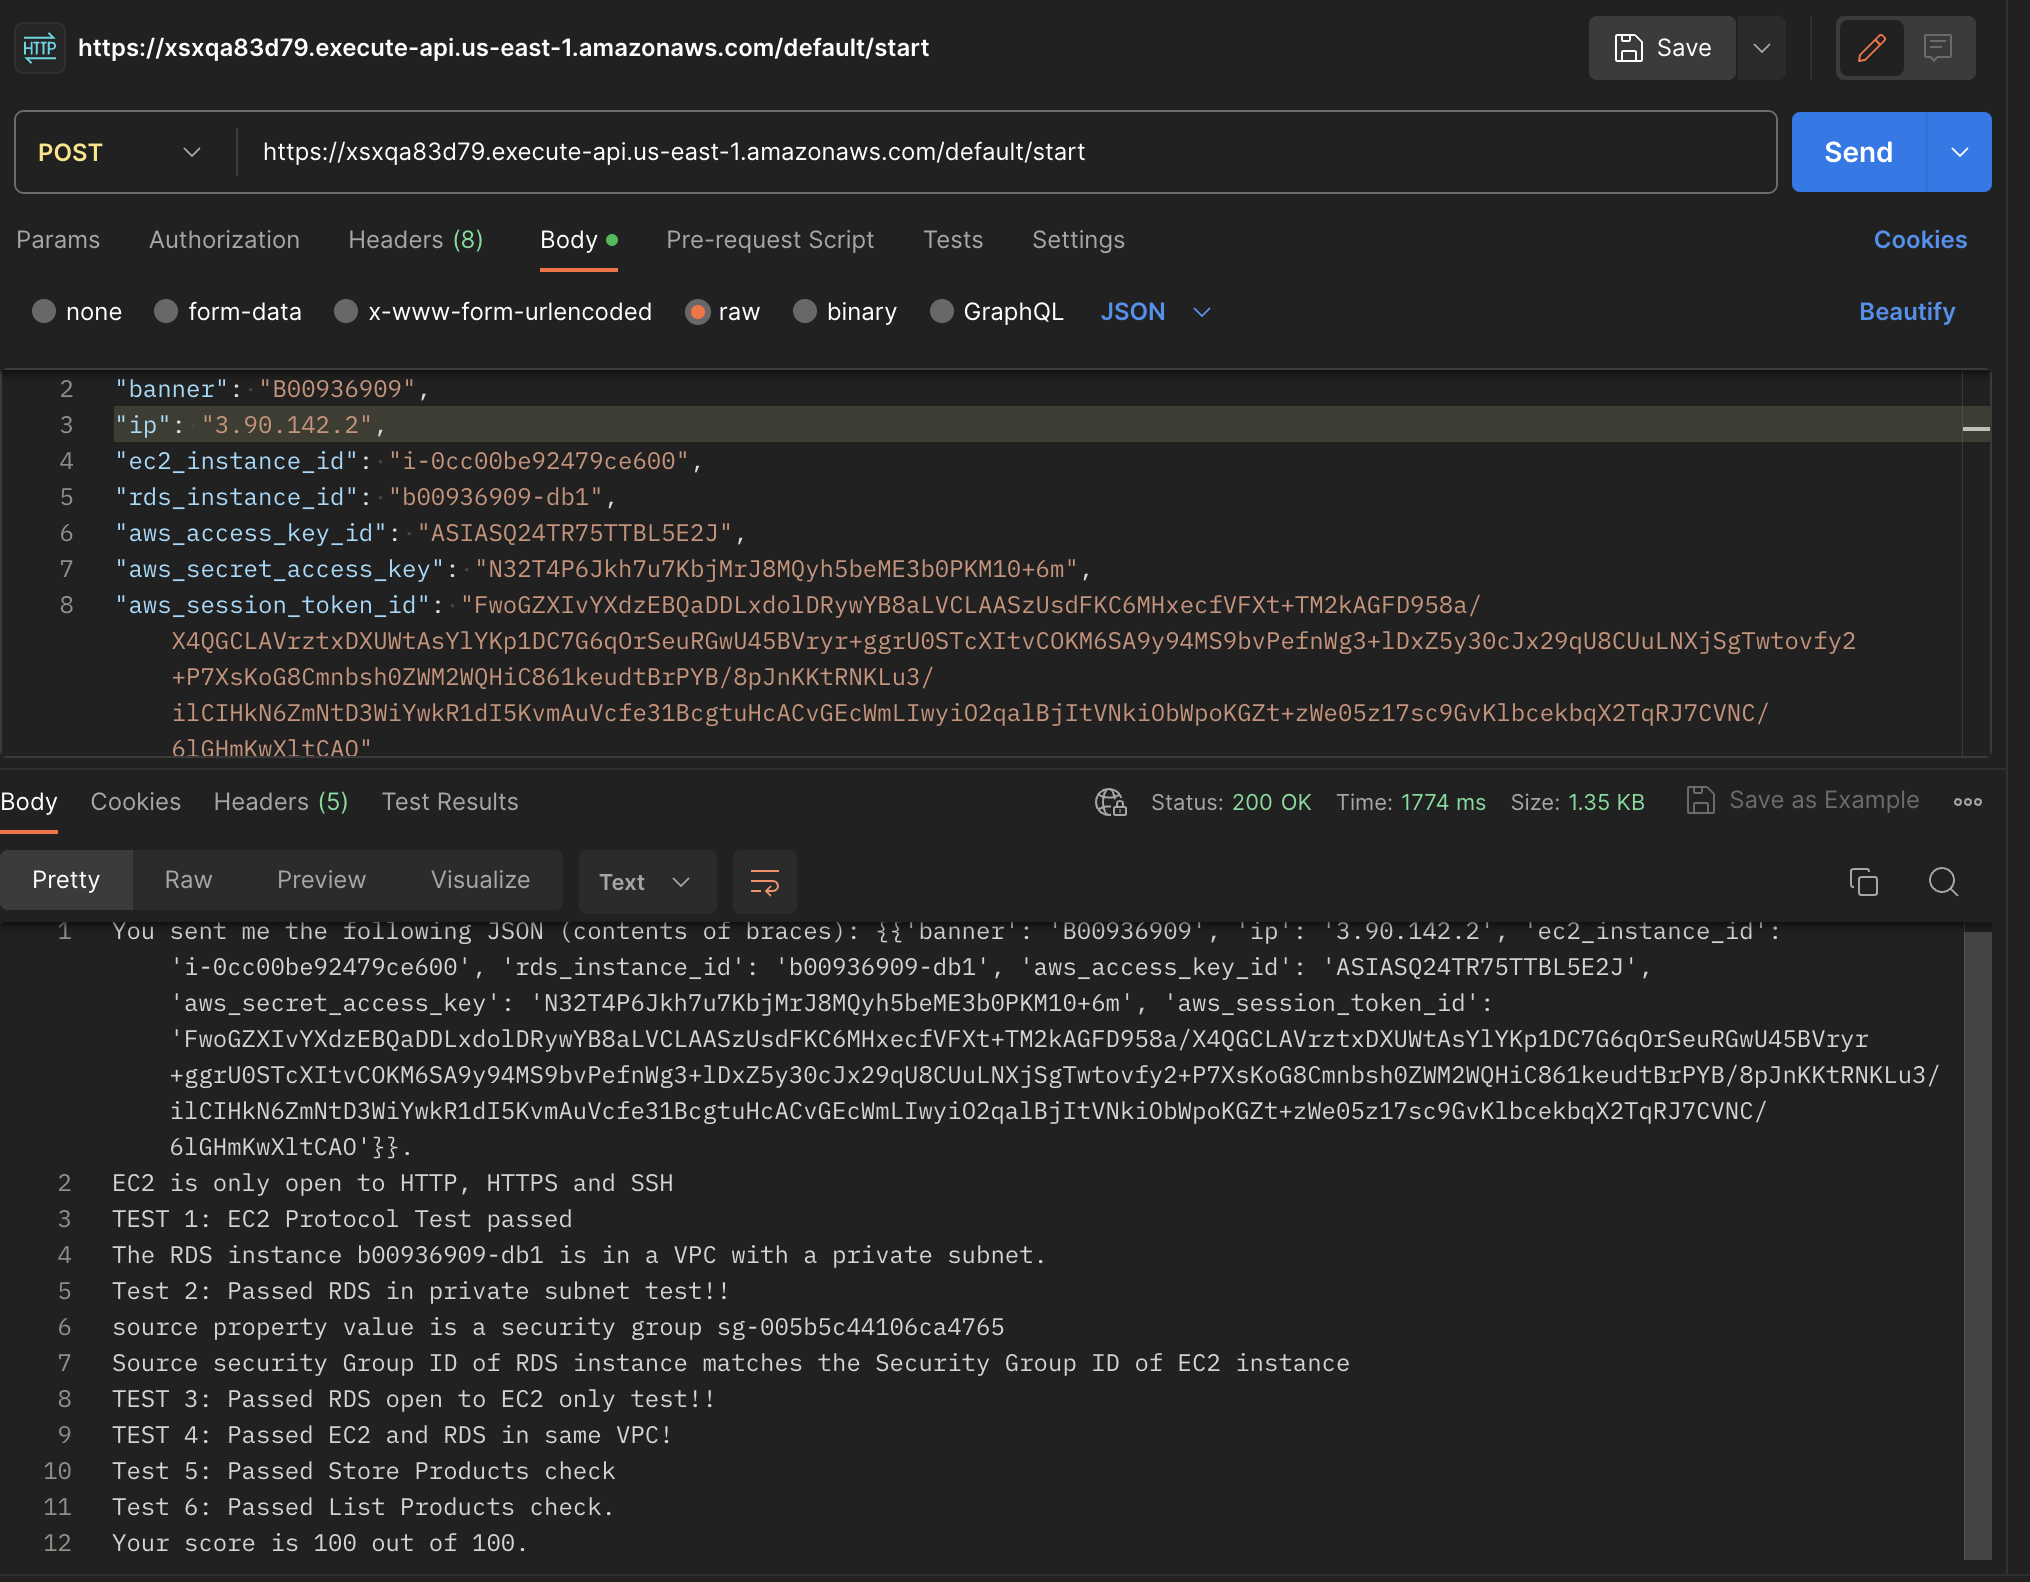 HTTP https://xsxqa83d79.execute-api.us-east-1.amazonaws.com/default/start Save
POST https://xsxqa83d79.execute-api.us-east-1.amazonaws.com/default/start Send
Params Authorization Headers (8) Body Pre-request Script Tests Settings Cookies
none form-data x-www-form-urlencoded raw binary GraphQL JSON Beautify
2 "banner": "B00936909",
3 "ip": "3.90.142.2",
4 "ec2_instance_id": "i-0cc00be92479ce600",
5 "rds_instance_id": "b00936909-db1",
6 "aws_access_key_id": "ASIASQ24TR75TTBL5E2J",
7 "aws_secret_access_key": "N32T4P6Jkh7u7KbjMrJ8MQyh5beME3b0PKM10+6m",
8 "aws_session_token_id": "FwoGZXIvYXdzEBQaDDLxdolDRywYB8aLVCLAASzUsdFKC6MHxecfVFXt+TM2kAGFD958a/
X4QGCLAVrztxDXUWtAsYlYKp1DC7G6qOrSeuRGwU45BVryr+ggrU0STcXItvCOKM6SA9y94MS9bvPefnWg3+lDxZ5y30cJx29qU8CUuLNXjSgTwtovfy2
+P7XsKoG8Cmnbsh0ZWM2WQHiC861keudtBrPYB/8pJnKKtRNKLu3/
ilCIHkN6ZmNtD3WiYwkR1dI5KvmAuVcfe31BcgtuHcACvGEcWmLIwyiO2qalBjItVNkiObWpoKGZt+zWe05z17sc9GvKlbcekbqX2TqRJ7CVNC/
6lGHmKwXltCAO"
Body Cookies Headers (5) Test Results Status: 200 OK Time: 1774 ms Size: 1.35 KB Save as Example
Pretty Raw Preview Visualize Text
1 You sent me the following JSON (contents of braces): {{'banner': 'B00936909', 'ip': '3.90.142.2', 'ec2_instance_id':
'i-0cc00be92479ce600', 'rds_instance_id': 'b00936909-db1', 'aws_access_key_id': 'ASIASQ24TR75TTBL5E2J',
'aws_secret_access_key': 'N32T4P6Jkh7u7KbjMrJ8MQyh5beME3b0PKM10+6m', 'aws_session_token_id':
'FwoGZXIvYXdzEBQaDDLxdolDRywYB8aLVCLAASzUsdFKC6MHxecfVFXt+TM2kAGFD958a/X4QGCLAVrztxDXUWtAsYlYKp1DC7G6qOrSeuRGwU45BVryr
+ggrU0STcXItvCOKM6SA9y94MS9bvPefnWg3+lDxZ5y30cJx29qU8CUuLNXjSgTwtovfy2+P7XsKoG8Cmnbsh0ZWM2WQHiC861keudtBrPYB/8pJnKKtRNKLu3/
ilCIHkN6ZmNtD3WiYwkR1dI5KvmAuVcfe31BcgtuHcACvGEcWmLIwyiO2qalBjItVNkiObWpoKGZt+zWe05z17sc9GvKlbcekbqX2TqRJ7CVNC/
6lGHmKwXltCAO'}}.
2 EC2 is only open to HTTP, HTTPS and SSH
3 TEST 1: EC2 Protocol Test passed
4 The RDS instance b00936909-db1 is in a VPC with a private subnet.
5 Test 2: Passed RDS in private subnet test!!
6 source property value is a security group sg-005b5c44106ca4765
7 Source security Group ID of RDS instance matches the Security Group ID of EC2 instance
8 TEST 3: Passed RDS open to EC2 only test!!
9 TEST 4: Passed EC2 and RDS in same VPC!
10 Test 5: Passed Store Products check
11 Test 6: Passed List Products check.
12 Your score is 100 out of 100.